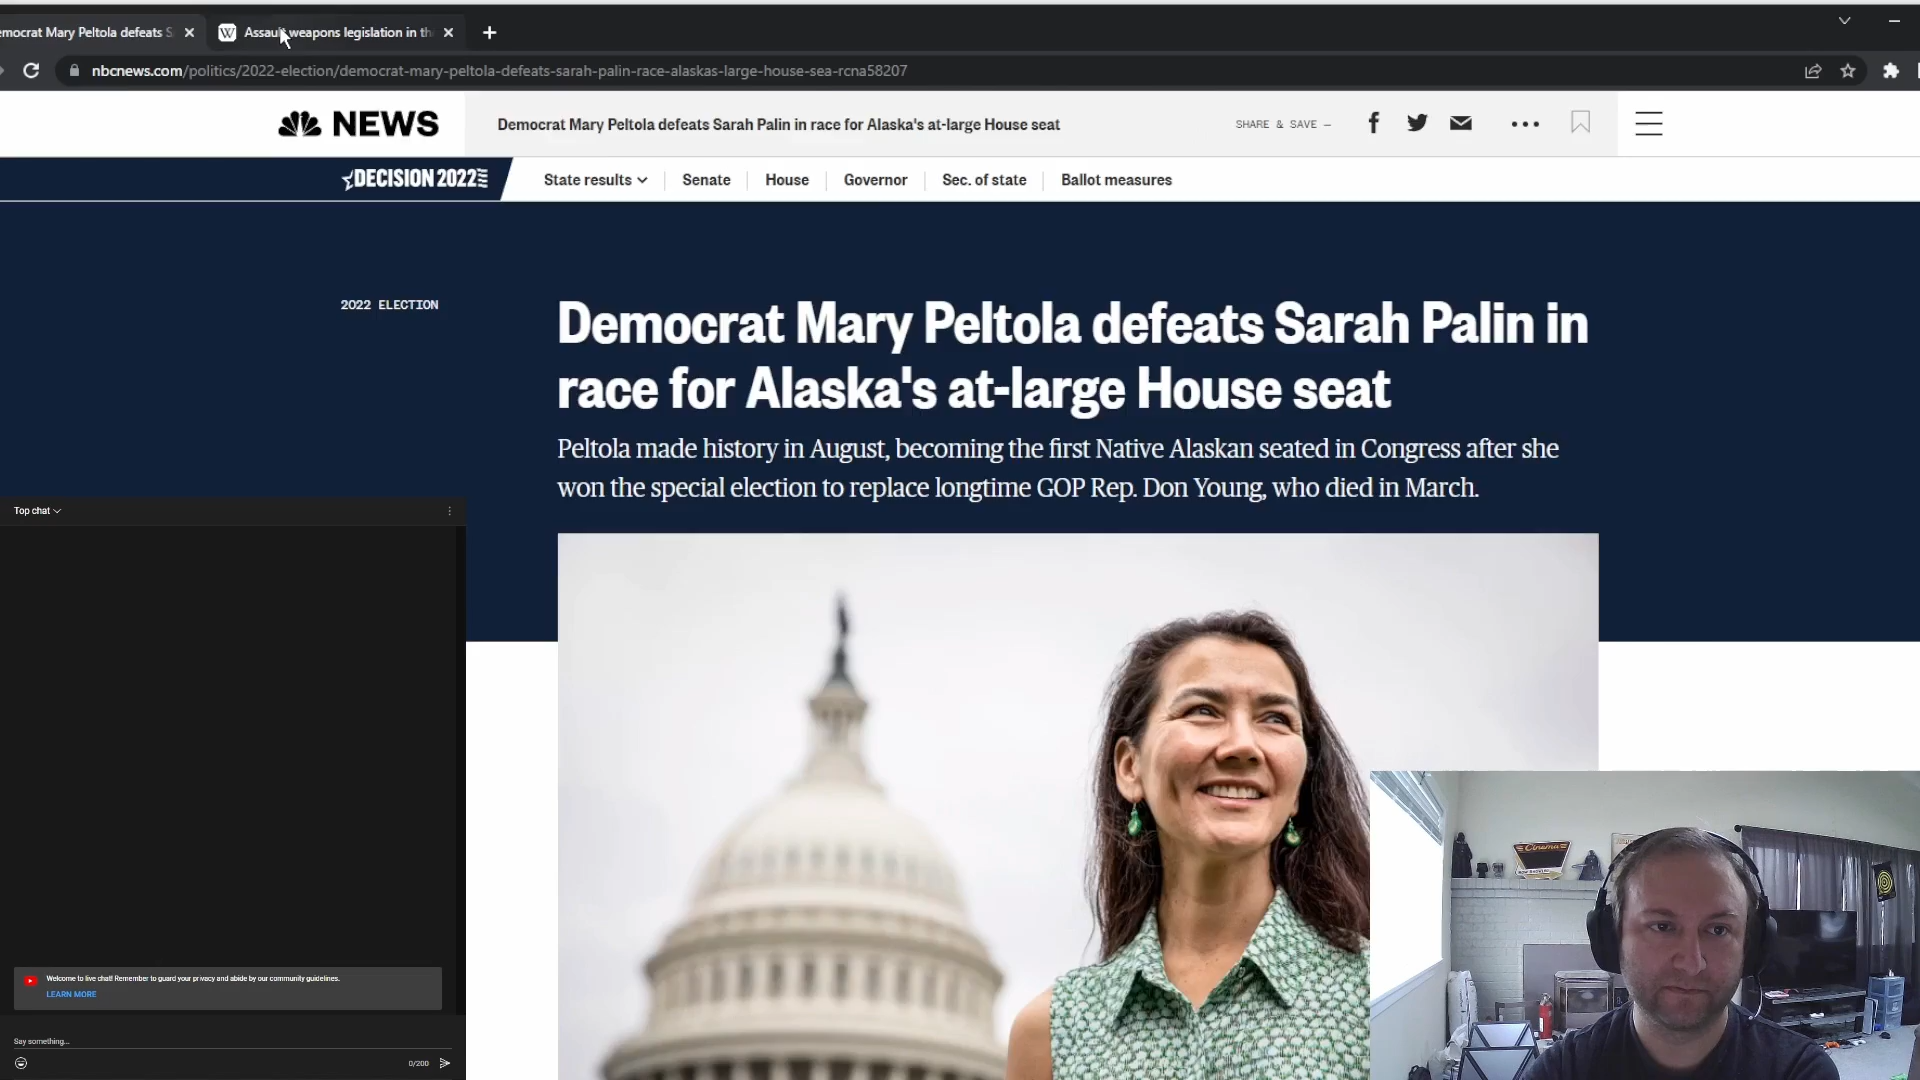 emocrat Mary Peltola defeats S
Assault weapons legislation in th
nbcnews.com/politics/2022-election/democrat-mary-peltola-defeats-sarah-palin-race-alaskas-large-house-sea-rcna58207
NEWS
Democrat Mary Peltola defeats Sarah Palin in race for Alaska's at-large House seat
SHARE & SAVE —
DECISION 2022
State results
Senate
House
Governor
Sec. of state
Ballot measures
2022 ELECTION
Democrat Mary Peltola defeats Sarah Palin in
race for Alaska's at-large House seat
Peltola made history in August, becoming the first Native Alaskan seated in Congress after she
won the special election to replace longtime GOP Rep. Don Young, who died in March.
Top chat
Welcome to live chat! Remember to guard your privacy and abide by our community guidelines.
LEARN MORE
Say something...
0/200
Cinema